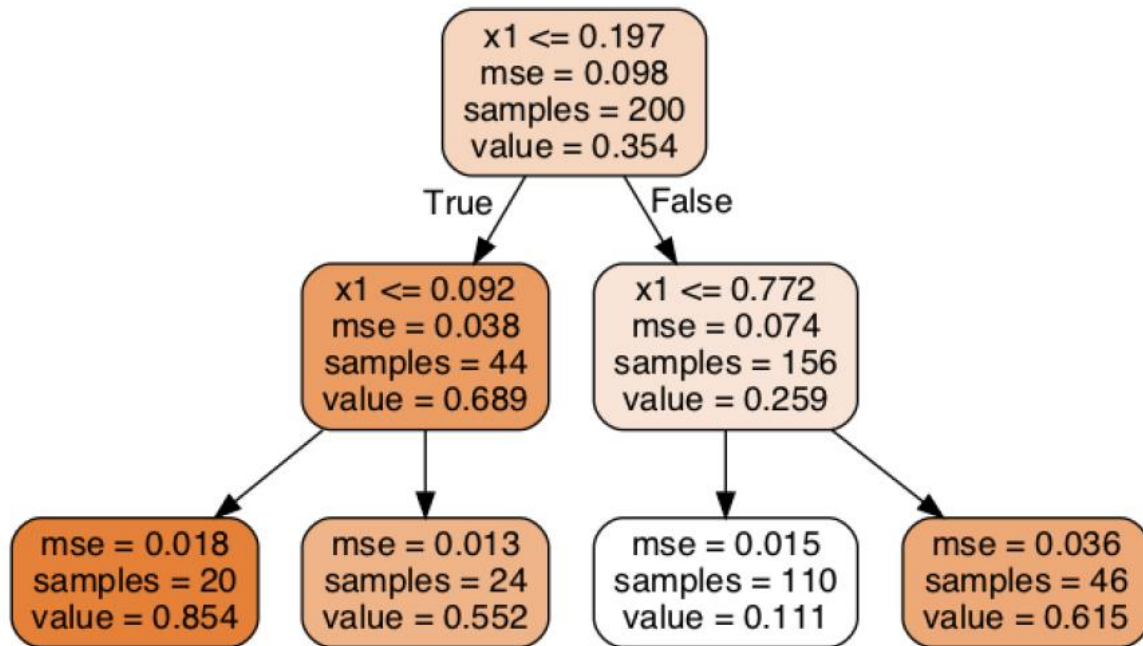 x1 <= 0.197
mse = 0.098
samples = 200
value = 0.354
True
False
x1 <= 0.092
mse = 0.038
samples = 44
value = 0.689
x1 <= 0.772
mse = 0.074
samples = 156
value = 0.259
mse = 0.018
samples = 20
value = 0.854
mse = 0.013
samples = 24
value = 0.552
mse = 0.015
samples = 110
value = 0.111
mse = 0.036
samples = 46
value = 0.615